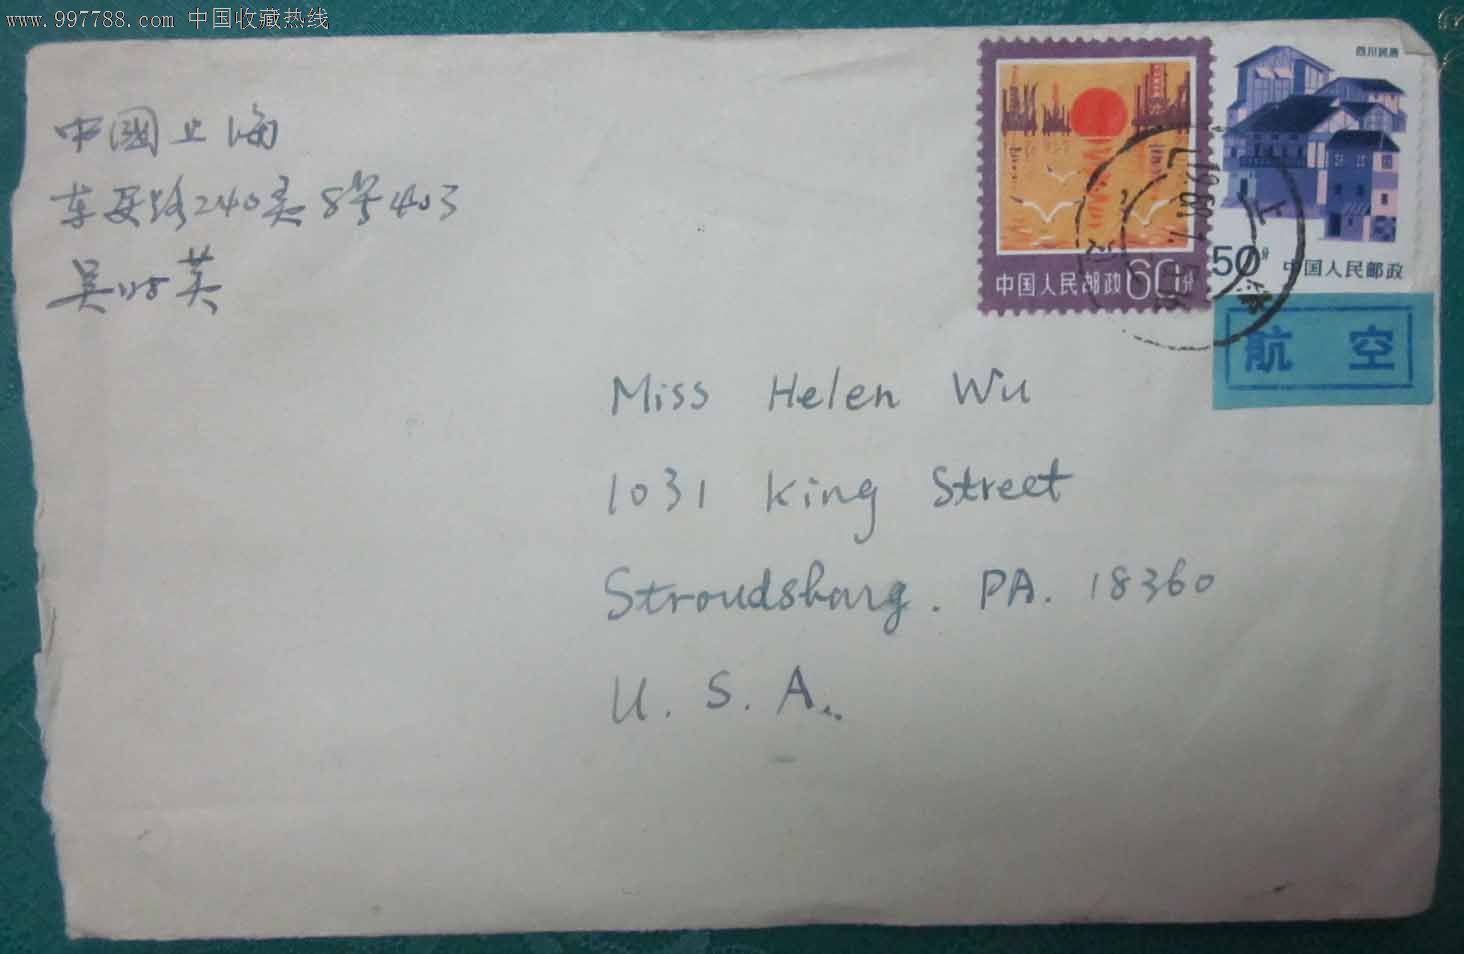 www.997788.com 中国收藏热线
中國上海
东安路240弄8号403
四川民居
中国人民邮政60分
50分 中国人民邮政
上海
航 空
Miss Helen Wu
1031 King Street
Stroudsburg. PA. 18360
U. S. A.